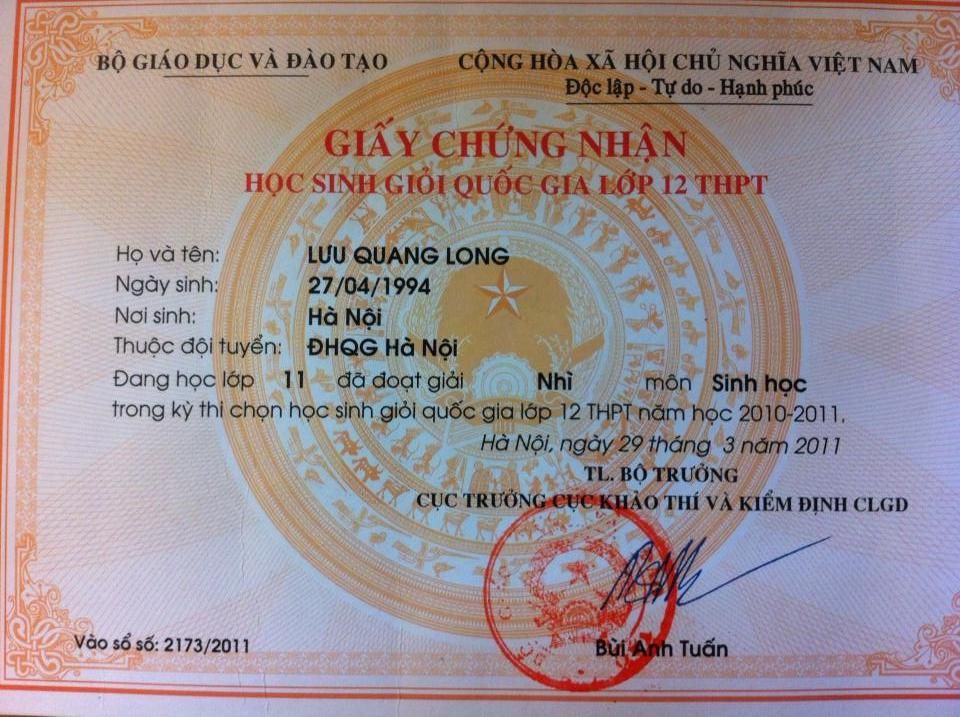 BỘ GIÁO DỤC VÀ ĐÀO TẠO
CỘNG HÒA XÃ HỘI CHỦ NGHĨA VIỆT NAM
Độc lập - Tự do - Hạnh phúc
GIẤY CHỨNG NHẬN
HỌC SINH GIỎI QUỐC GIA LỚP 12 THPT
Họ và tên: LƯU QUANG LONG
Ngày sinh: 27/04/1994
Nơi sinh: Hà Nội
Thuộc đội tuyển: ĐHQG Hà Nội
Đang học lớp 11 đã đoạt giải Nhì môn Sinh học
trong kỳ thi chọn học sinh giỏi quốc gia lớp 12 THPT năm học 2010-2011.
Hà Nội, ngày 29 tháng 3 năm 2011
TL. BỘ TRƯỞNG
CỤC TRƯỞNG CỤC KHẢO THÍ VÀ KIỂM ĐỊNH CLGD
Vào sổ số: 2173/2011
Bùi Anh Tuấn